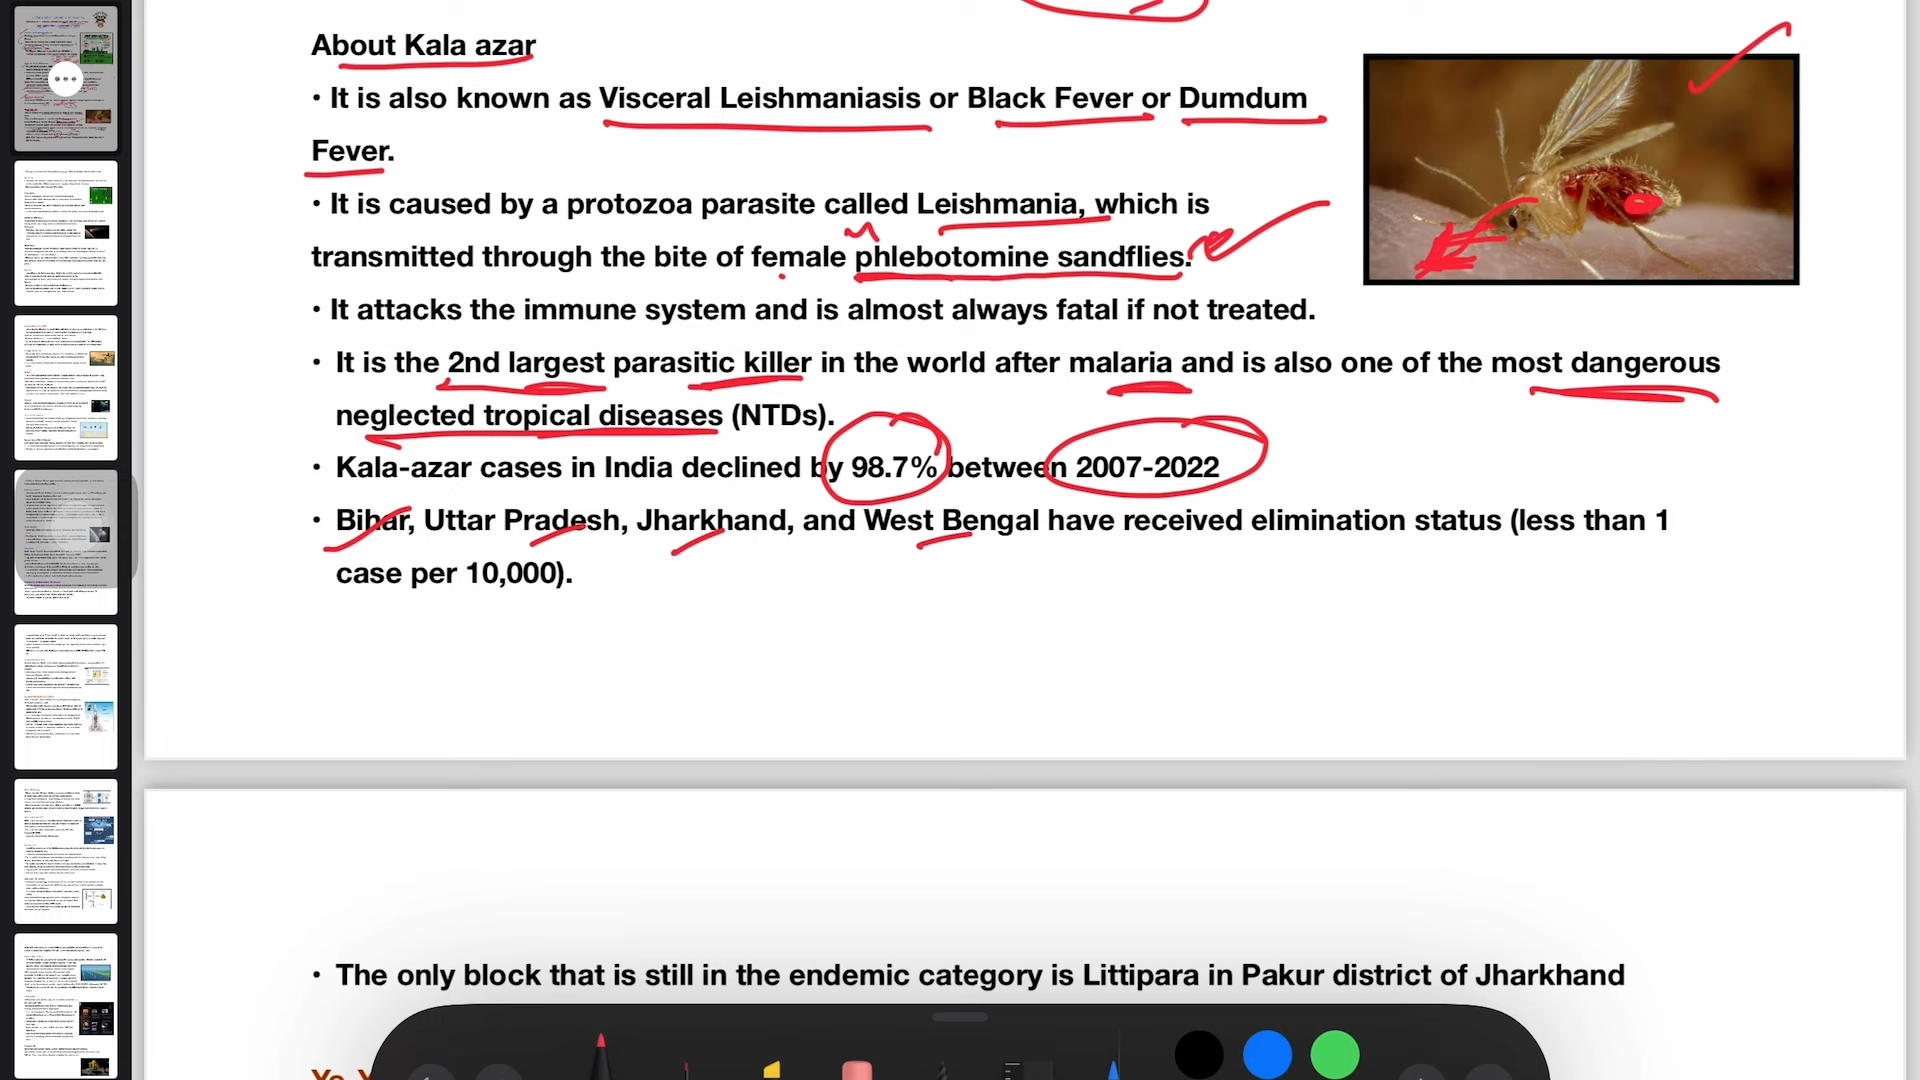 About Kala azar
• It is also known as Visceral Leishmaniasis or Black Fever or Dumdum
Fever.
• It is caused by a protozoa parasite called Leishmania, which is
transmitted through the bite of female phlebotomine sandflies.
• It attacks the immune system and is almost always fatal if not treated.
• It is the 2nd largest parasitic killer in the world after malaria and is also one of the most dangerous
neglected tropical diseases (NTDs).
• Kala-azar cases in India declined by 98.7% between 2007-2022
• Bihar, Uttar Pradesh, Jharkhand, and West Bengal have received elimination status (less than 1
case per 10,000).
• The only block that is still in the endemic category is Littipara in Pakur district of Jharkhand